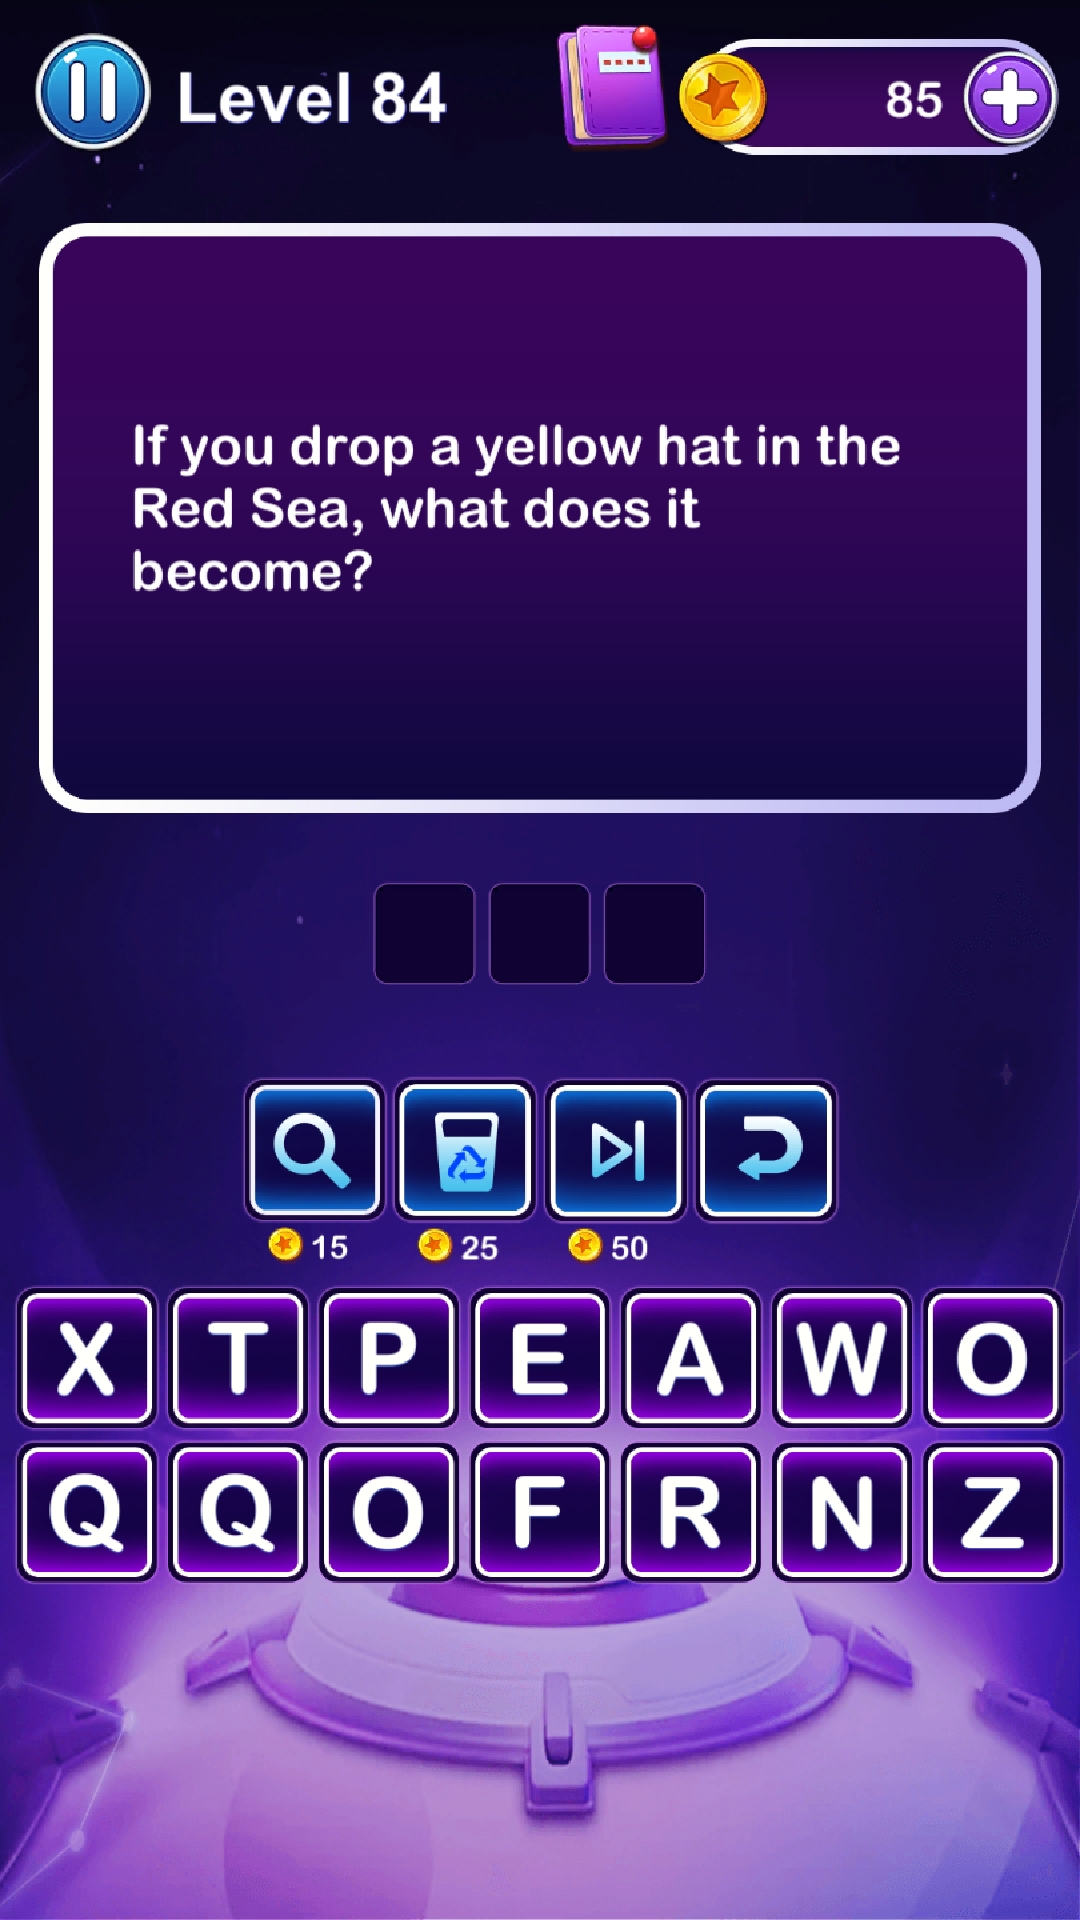 Level 84
85
If you drop a yellow hat in the
Red Sea, what does it
become?
15 25 50
X T P E A W O
Q Q O F R N Z